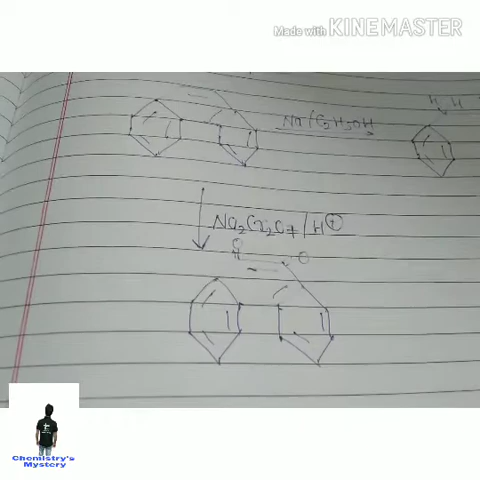 Made with KINEMASTER
Na/C2H5OH
H H
Na2Cr2O7/H⊕
O
O
Chemistry's
Mystery